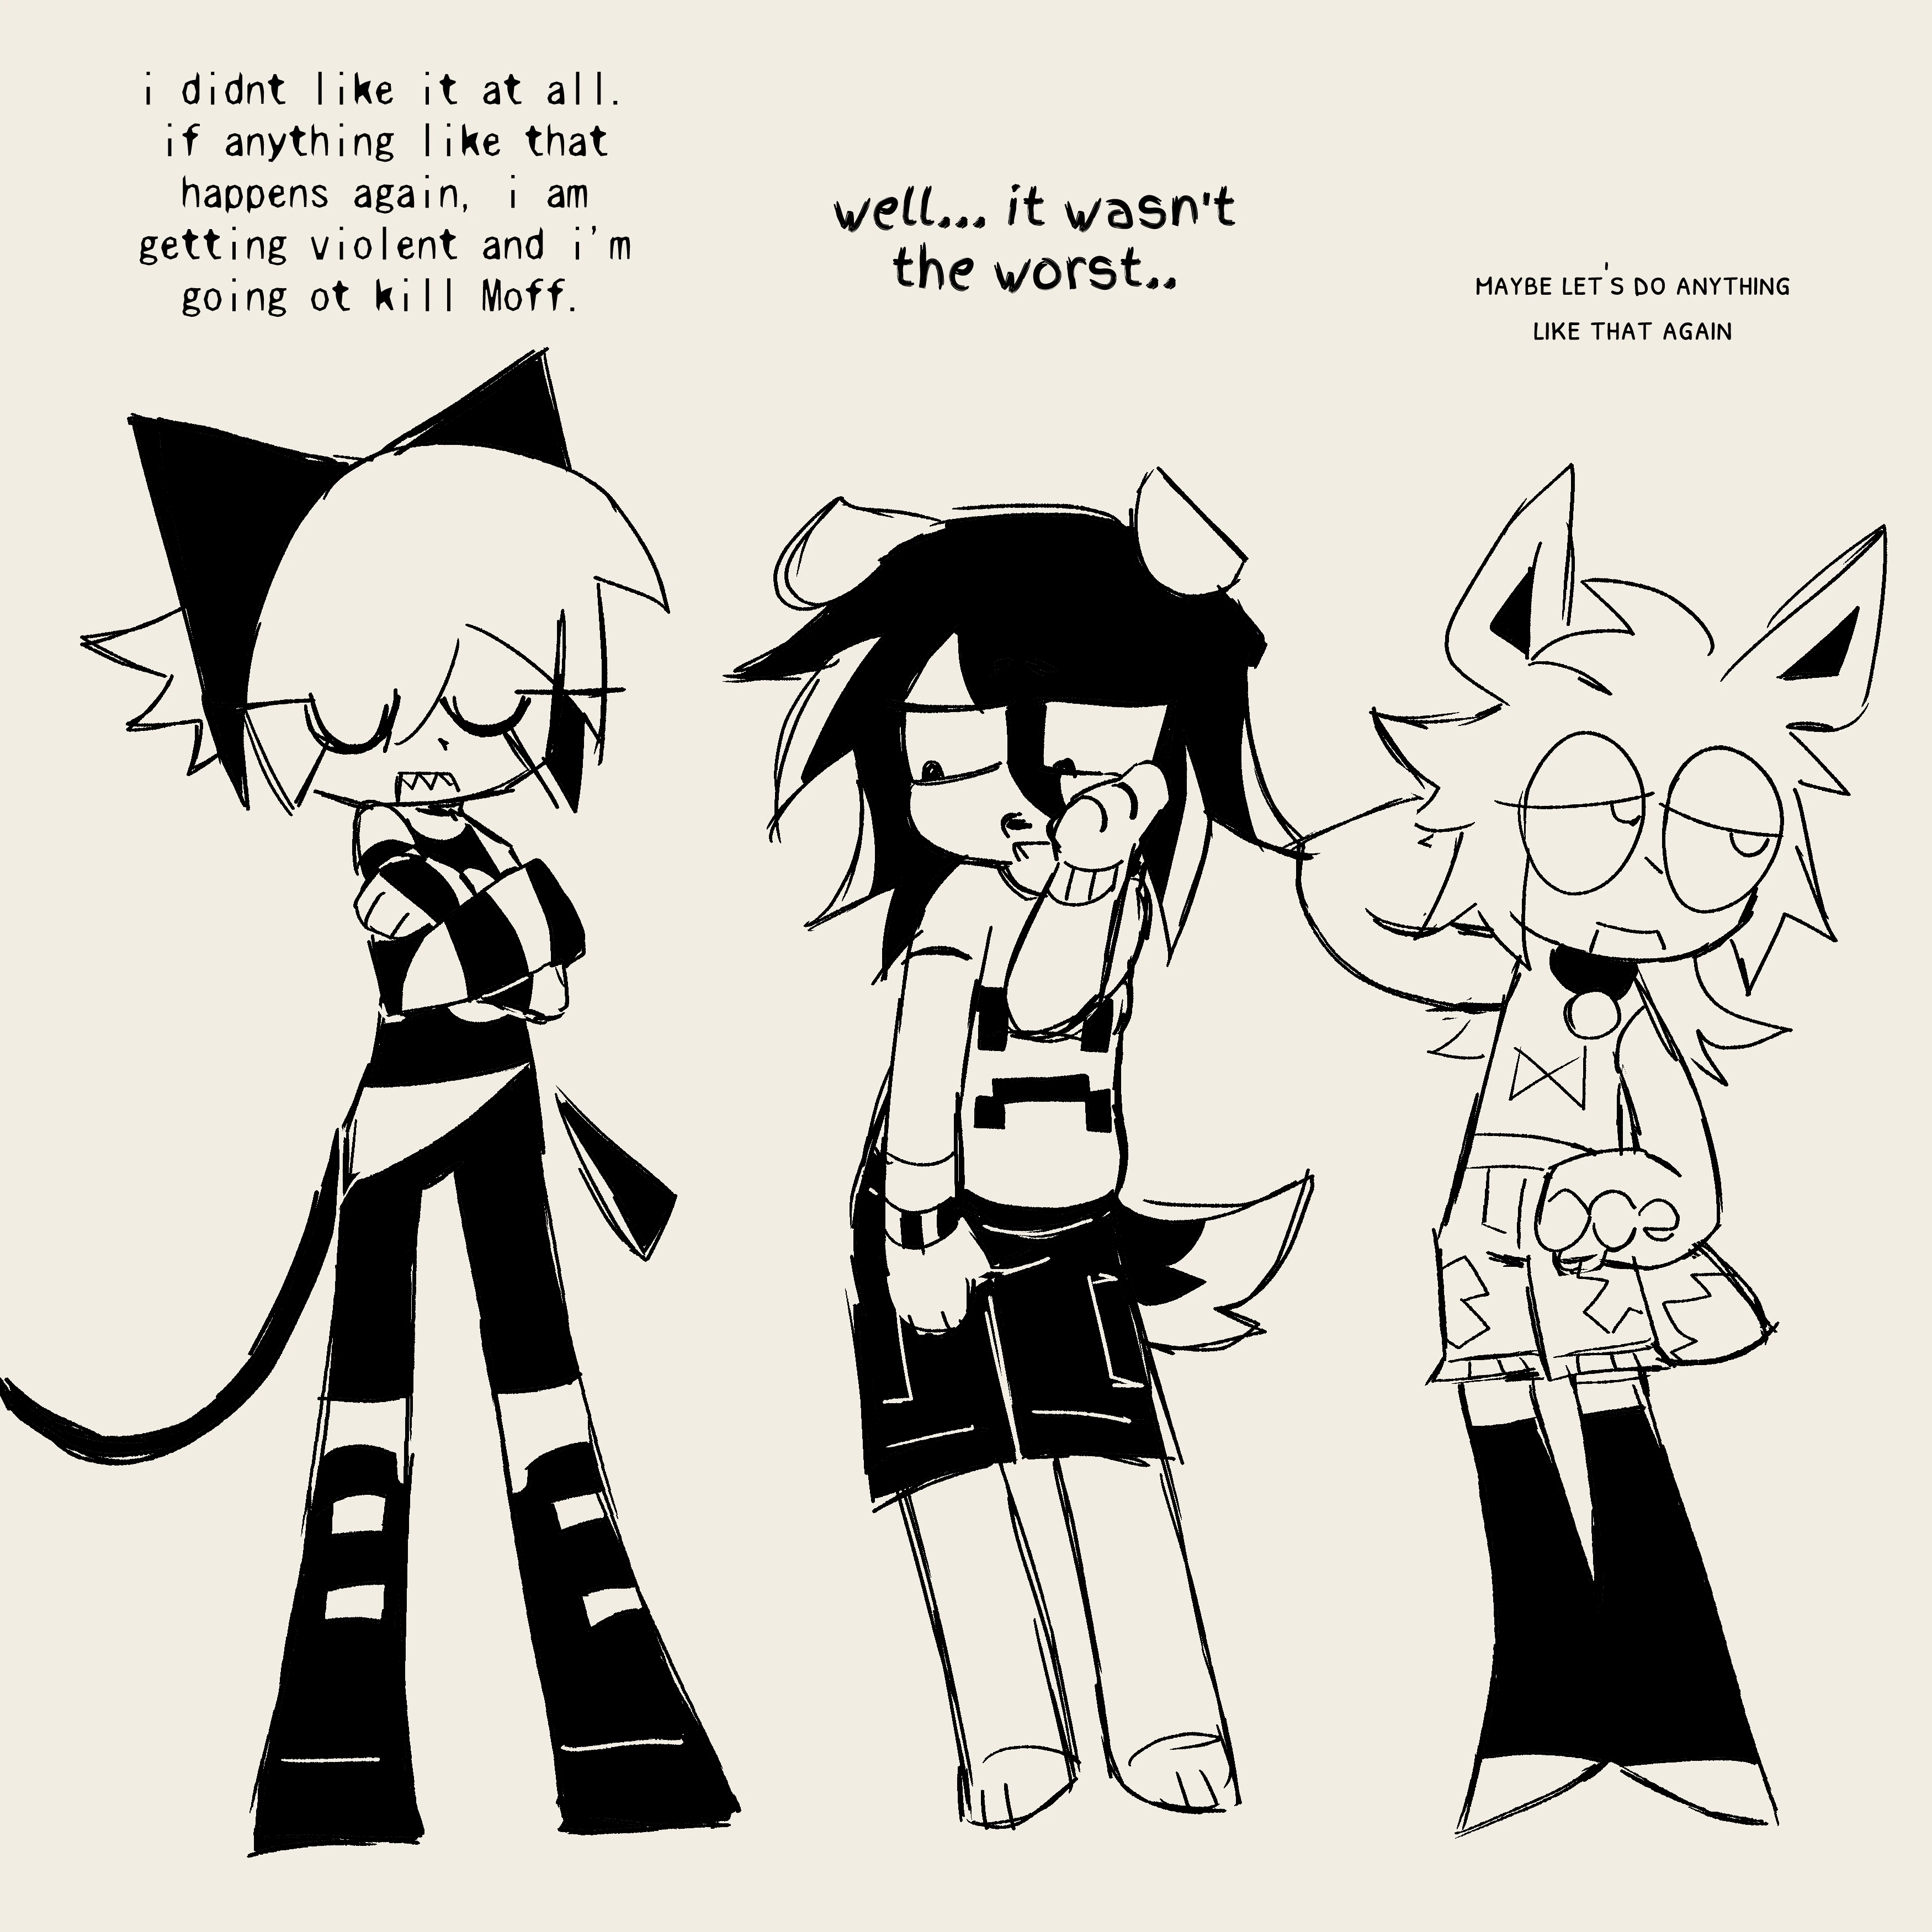 i didnt like it at all.
if anything like that
happens again, i am
getting violent and i'm
going ot kill Moff.
well... it wasn't
the worst..
MAYBE LET'S DO ANYTHING
LIKE THAT AGAIN